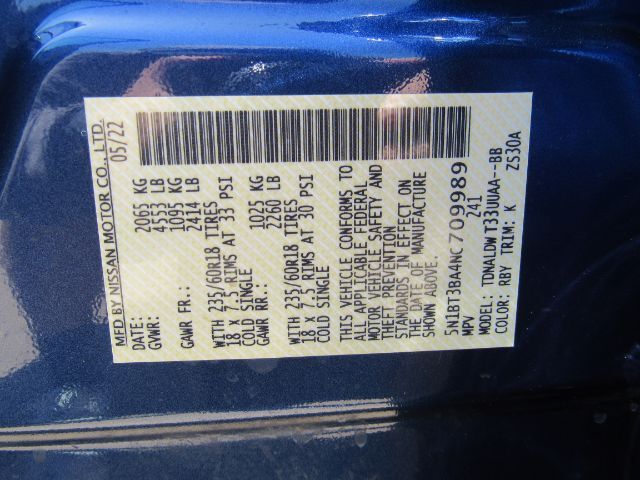 MFD BY NISSAN MOTOR CO., LTD.
DATE: 05/22
GVWR: 2065 KG
4553 LB
GAWR FR.: 1095 KG
2414 LB
WITH 235/60R18 TIRES
18 X 7.5 RIMS AT 33 PSI
COLD SINGLE
GAWR RR.: 1025 KG
2260 LB
WITH 235/60R18 TIRES
18 X 7.5 RIMS AT 30 PSI
COLD SINGLE
THIS VEHICLE CONFORMS TO
ALL APPLICABLE FEDERAL
MOTOR VEHICLE SAFETY AND
THEFT PREVENTION
STANDARDS IN EFFECT ON
THE DATE OF MANUFACTURE
SHOWN ABOVE.
5N1BT3BA4NC709989
MPV 241
MODEL: TDNALDW T33UUAA--BB
COLOR: RBY TRIM: K ZS30A